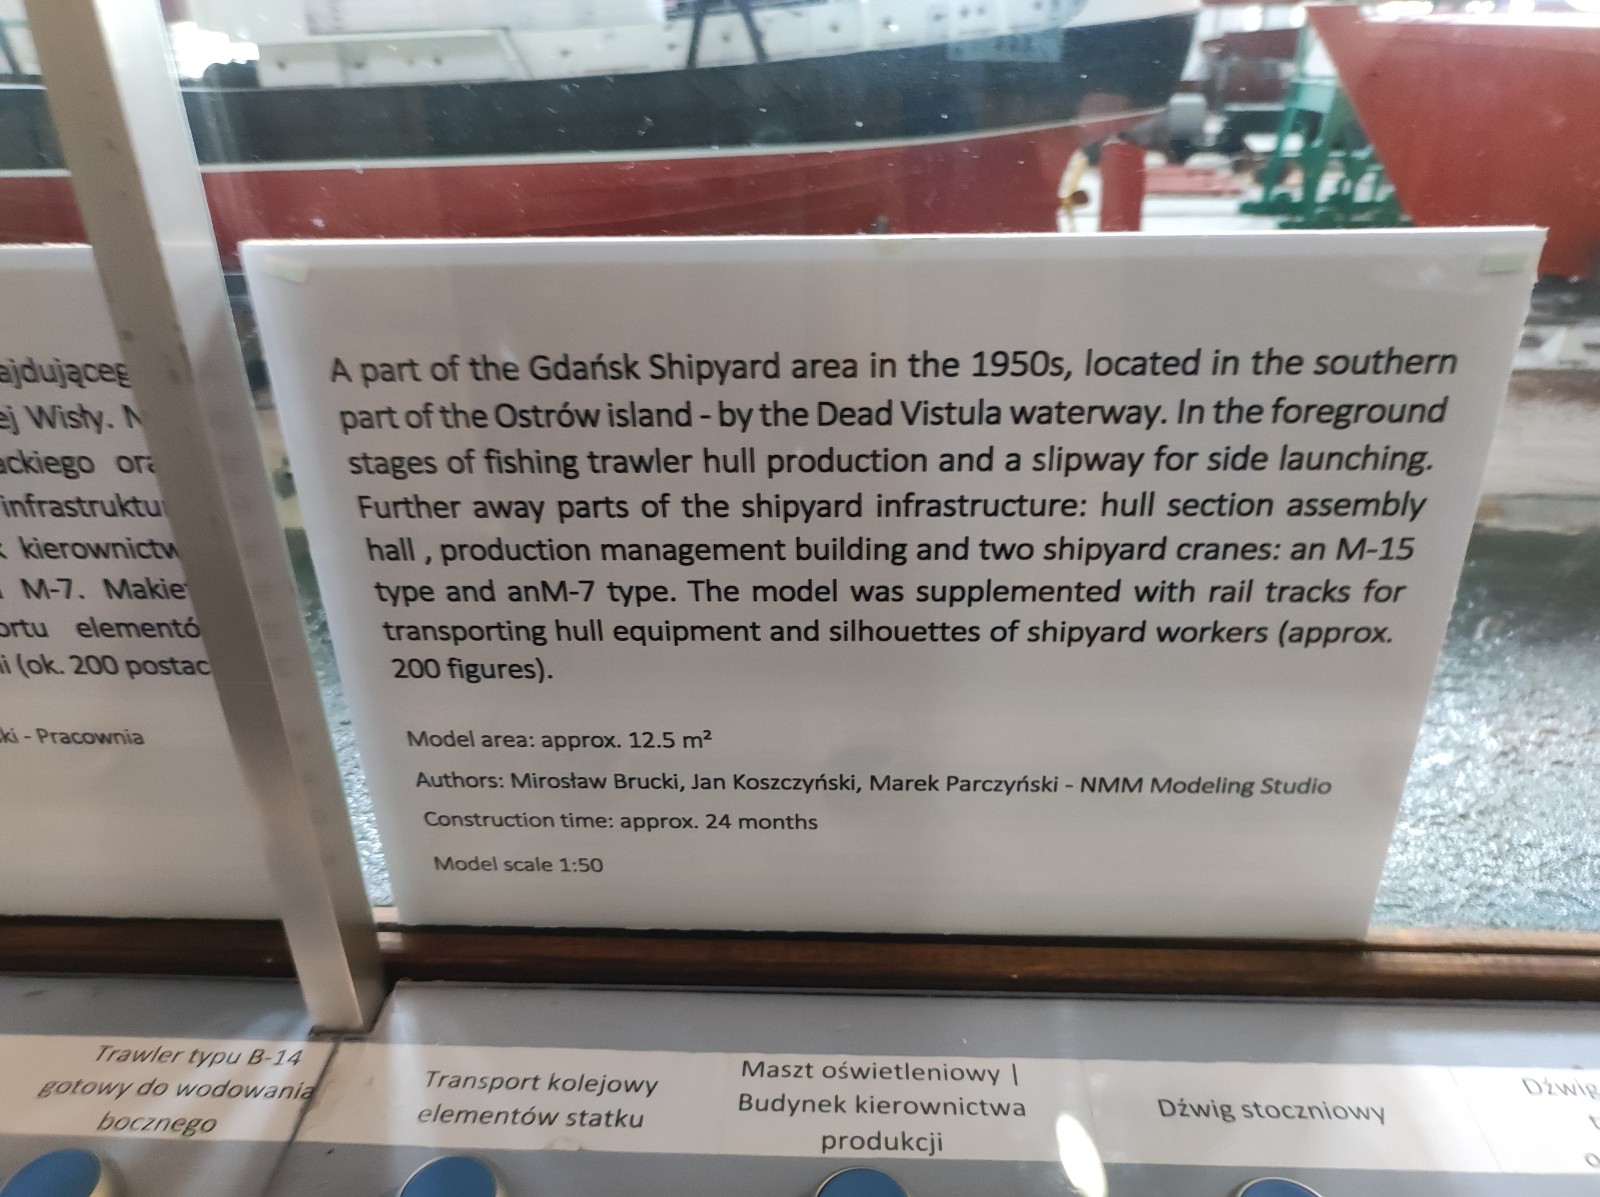 A part of the Gdańsk Shipyard area in the 1950s, located in the southern
part of the Ostrów island - by the Dead Vistula waterway. In the foreground
stages of fishing trawler hull production and a slipway for side launching.
Further away parts of the shipyard infrastructure: hull section assembly
hall , production management building and two shipyard cranes: an M-15
type and anM-7 type. The model was supplemented with rail tracks for
transporting hull equipment and silhouettes of shipyard workers (approx.
200 figures).
Model area: approx. 12.5 m²
Authors: Mirosław Brucki, Jan Koszczyński, Marek Parczyński - NMM Modeling Studio
Construction time: approx. 24 months
Model scale 1:50
ej Wisły.
infrastruktu
kierownictw
M-7. Makie
elementó
(ok. 200 postac
ki - Pracownia
Trawler typu B-14
gotowy do wodowania
bocznego
Transport kolejowy
elementów statku
Maszt oświetleniowy |
Budynek kierownictwa
produkcji
Dźwig stoczniowy
Dźwig